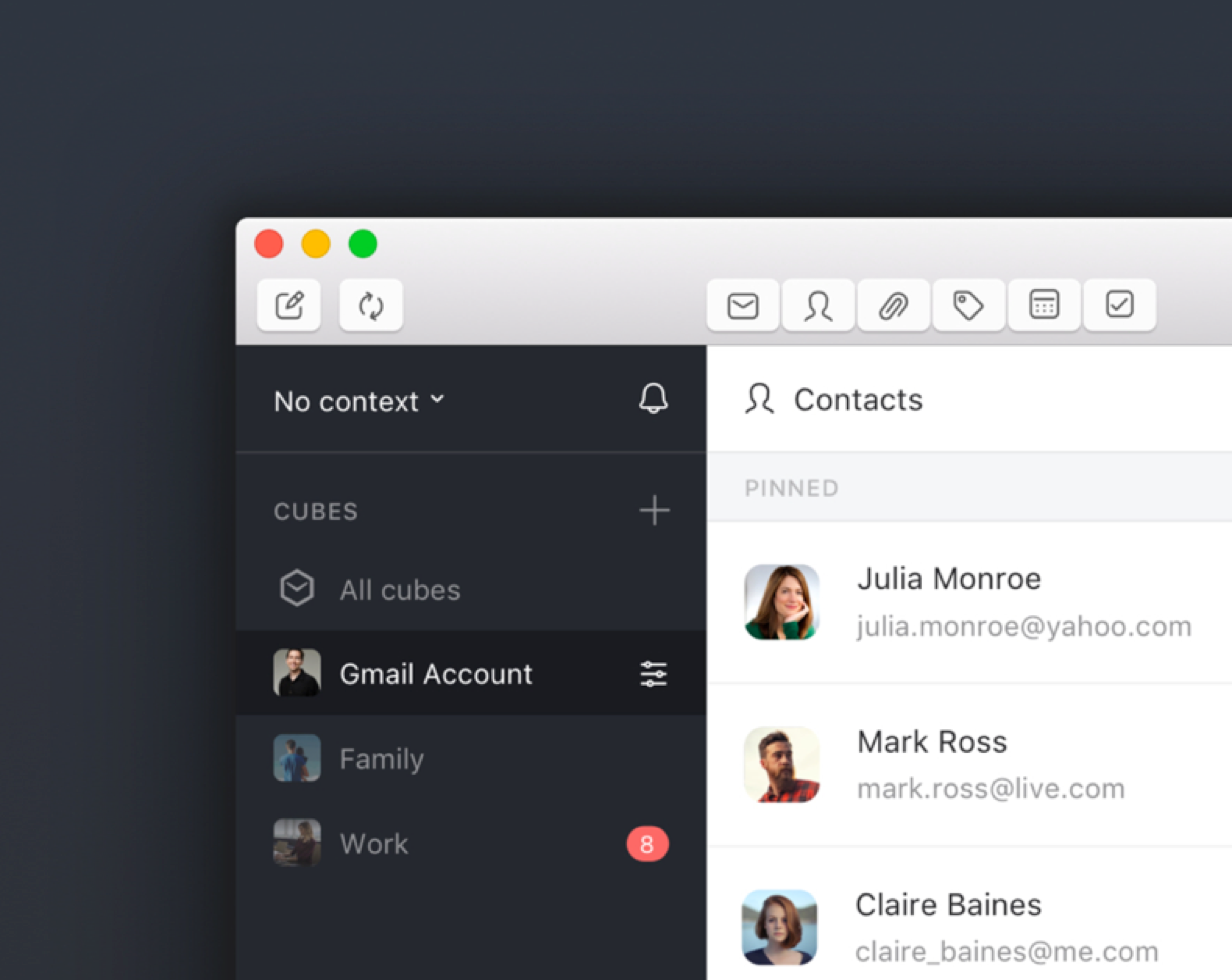 No context
CUBES
All cubes
Gmail Account
Family
Work
8
Contacts
PINNED
Julia Monroe
julia.monroe@yahoo.com
Mark Ross
mark.ross@live.com
Claire Baines
claire_baines@me.com